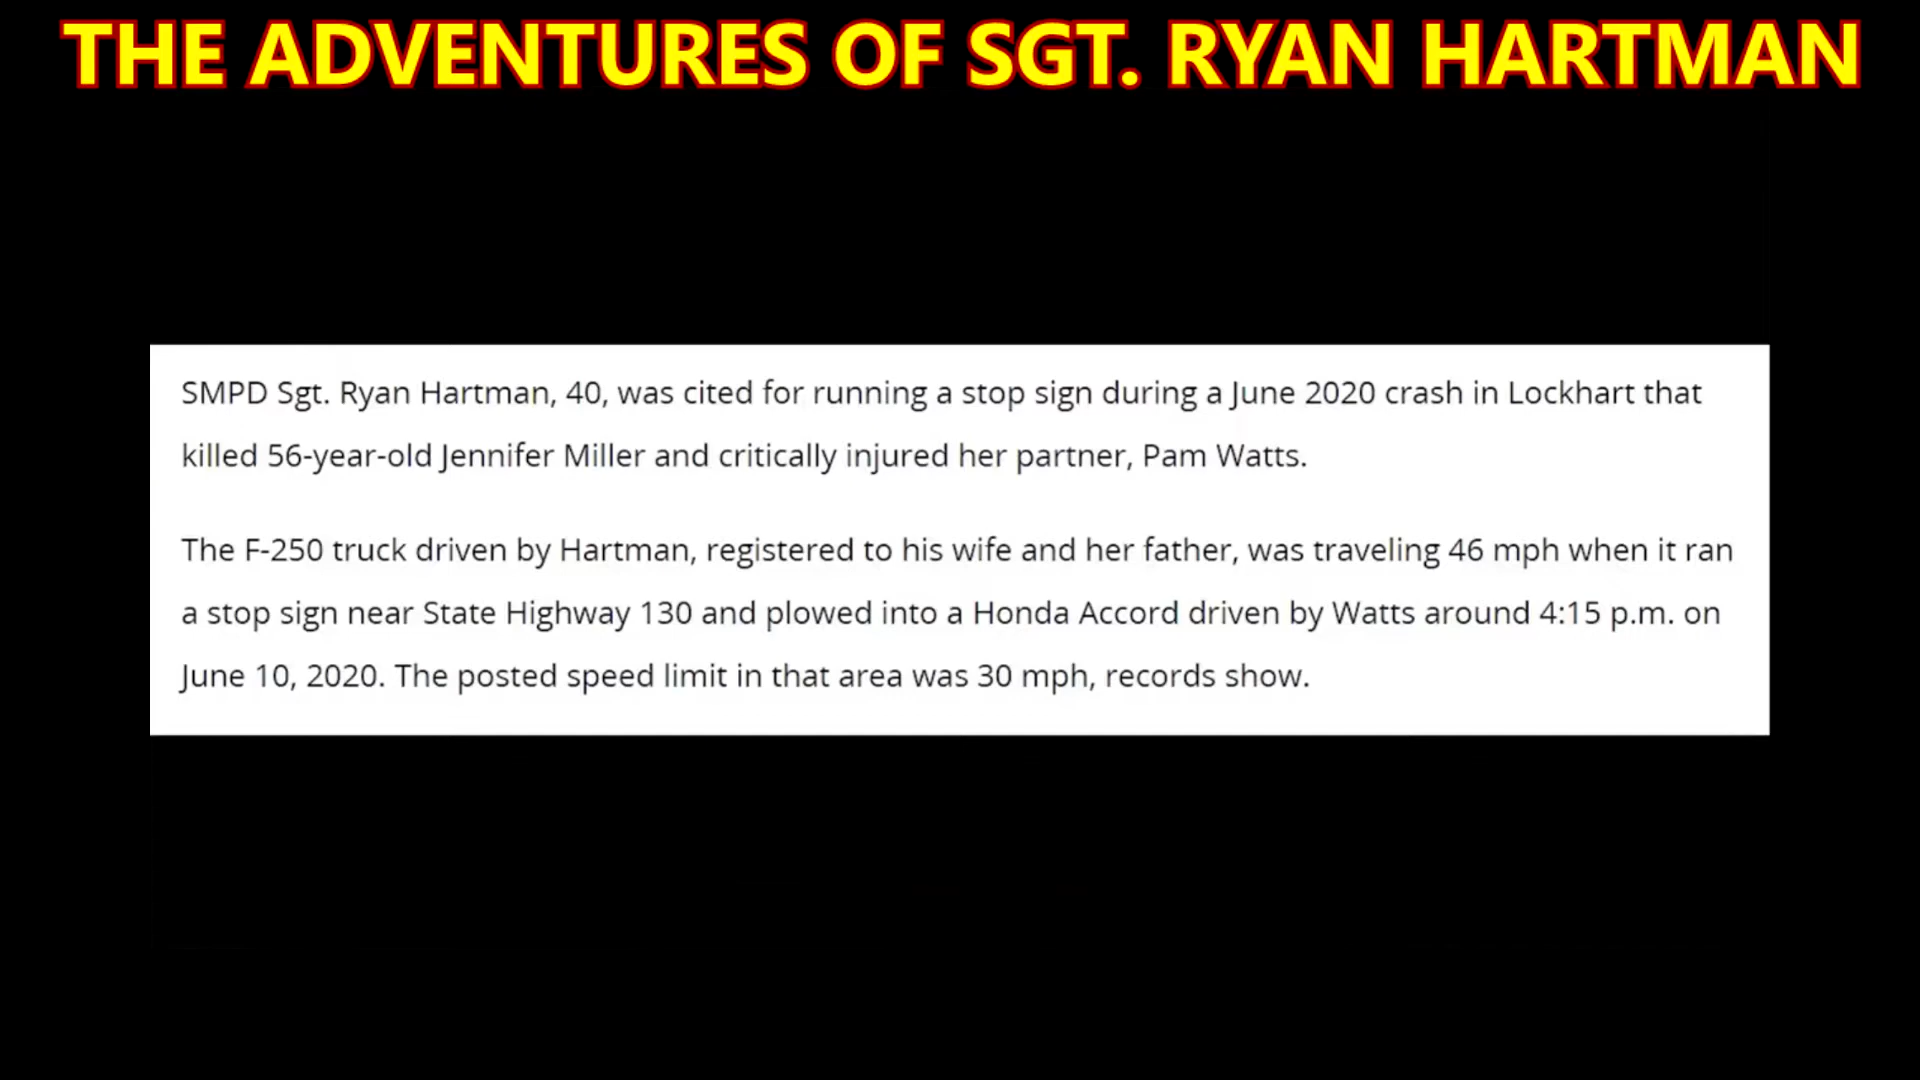 THE ADVENTURES OF SGT. RYAN HARTMAN
SMPD Sgt. Ryan Hartman, 40, was cited for running a stop sign during a June 2020 crash in Lockhart that
killed 56-year-old Jennifer Miller and critically injured her partner, Pam Watts.
The F-250 truck driven by Hartman, registered to his wife and her father, was traveling 46 mph when it ran
a stop sign near State Highway 130 and plowed into a Honda Accord driven by Watts around 4:15 p.m. on
June 10, 2020. The posted speed limit in that area was 30 mph, records show.